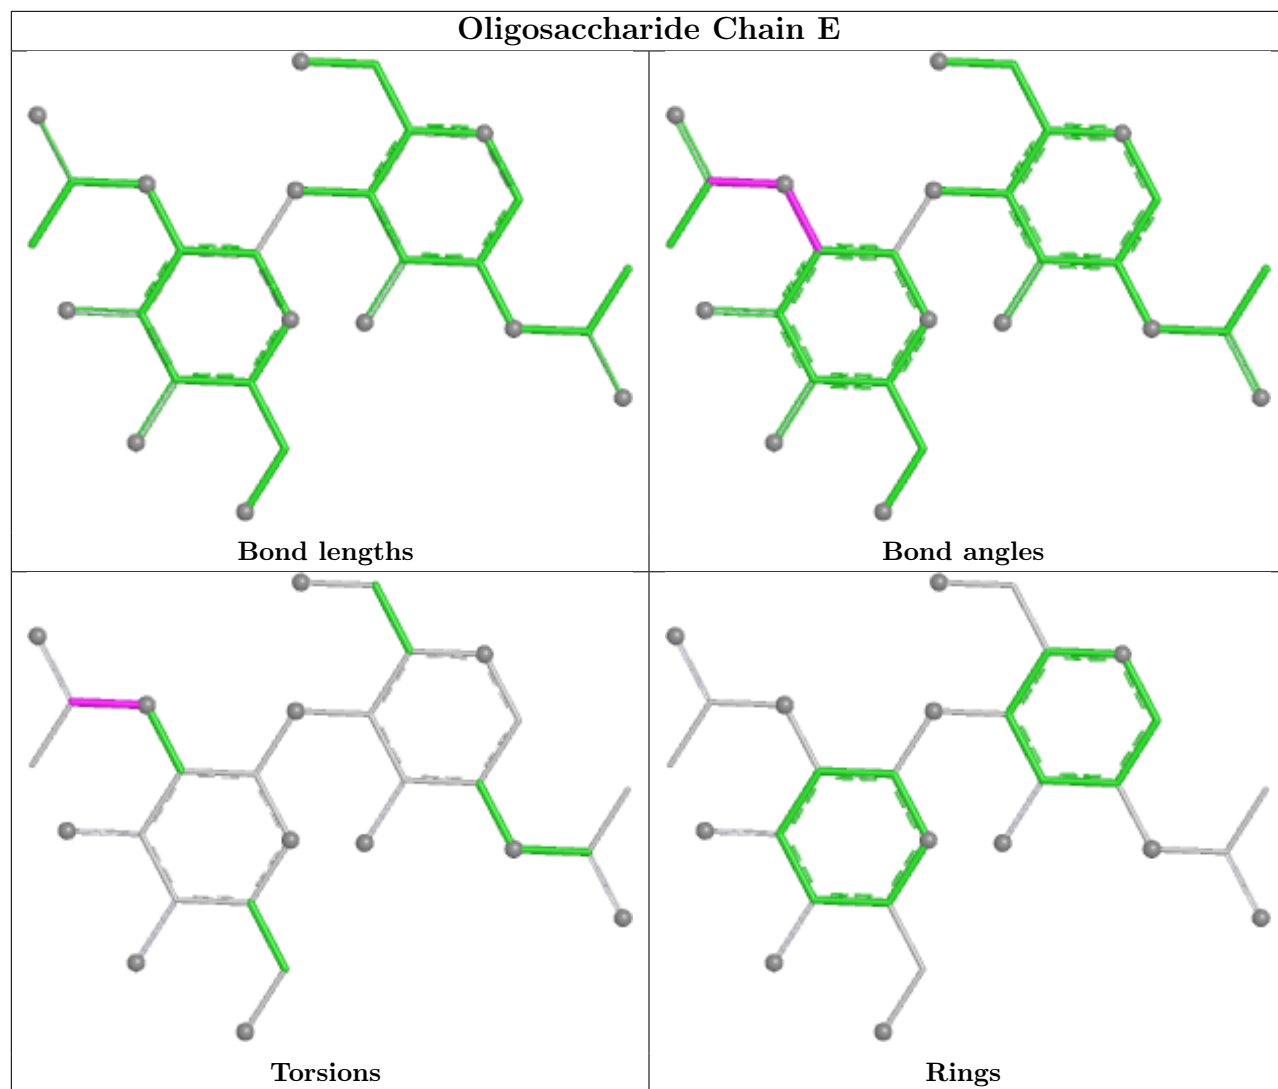 Oligosaccharide Chain E
Bond lengths
Bond angles
Torsions
Rings